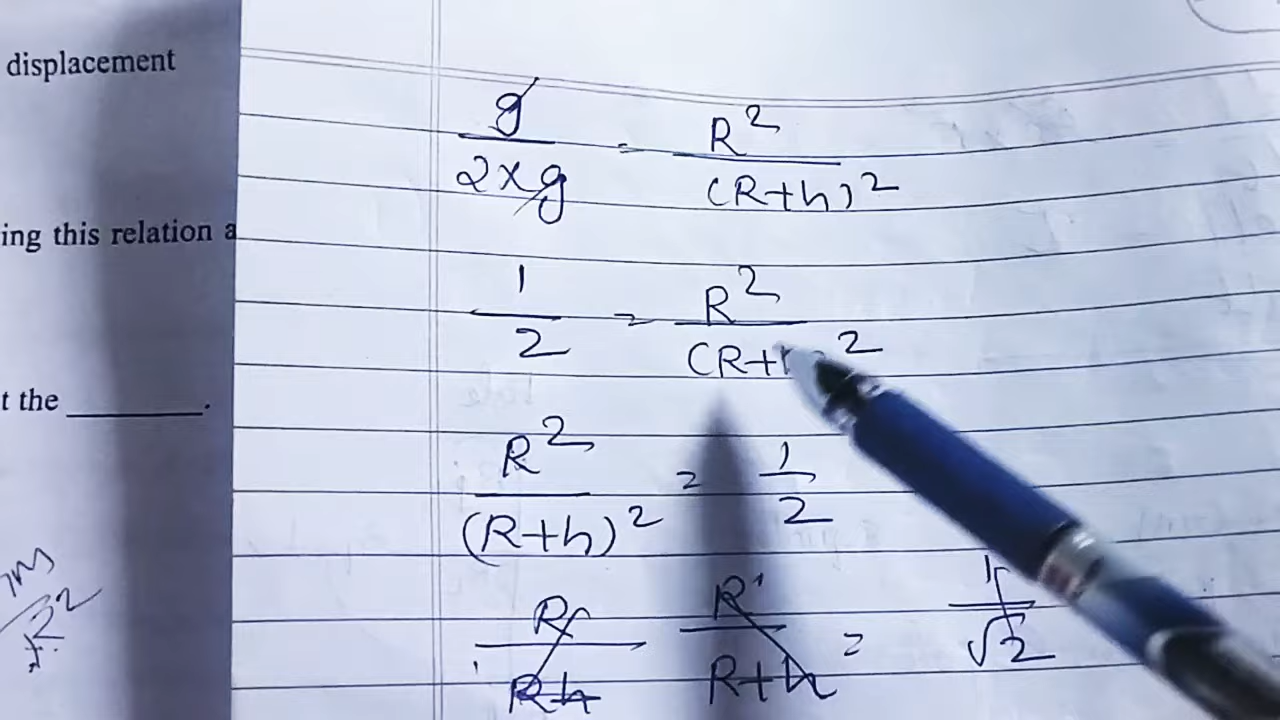 displacement
g / 2×g = R² / (R+h)²
ing this relation a
1 / 2 = R² / (R+h)²
t the ________.
R² / (R+h)² = 1 / 2
R / R+h = 1 / √2